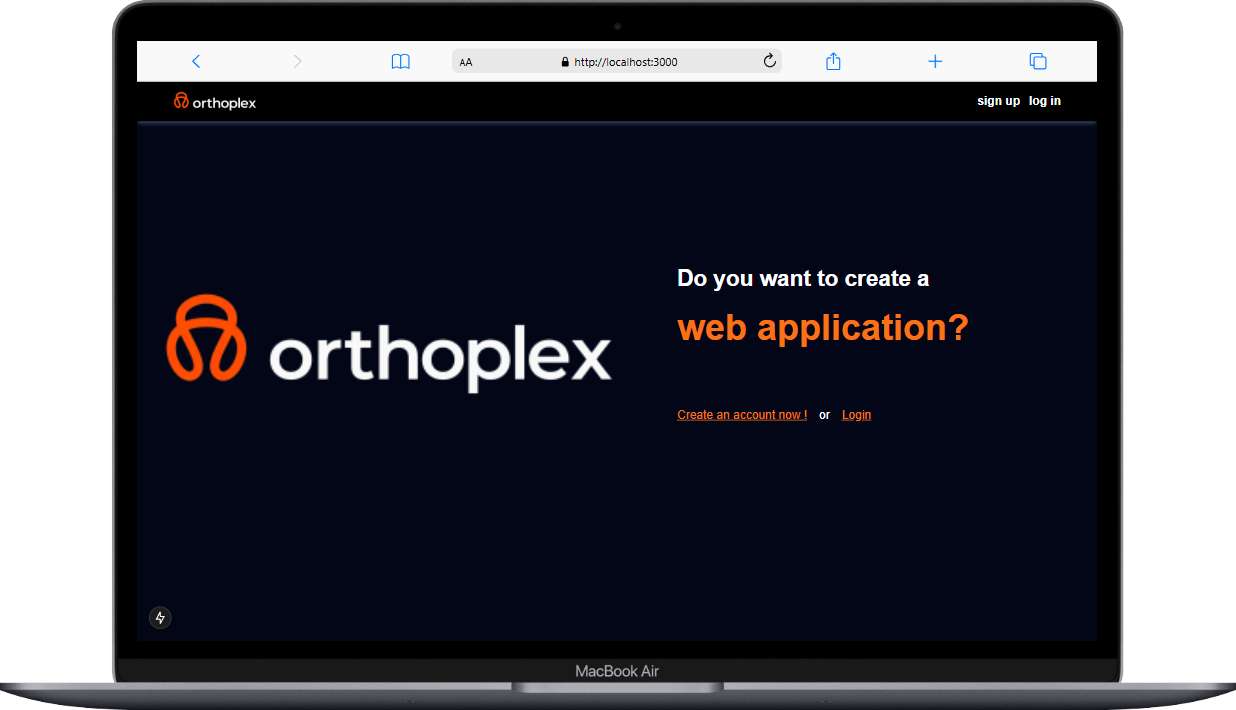 AA
http://localhost:3000
orthoplex
sign up log in
orthoplex
Do you want to create a
web application?
Create an account now ! or Login
MacBook Air